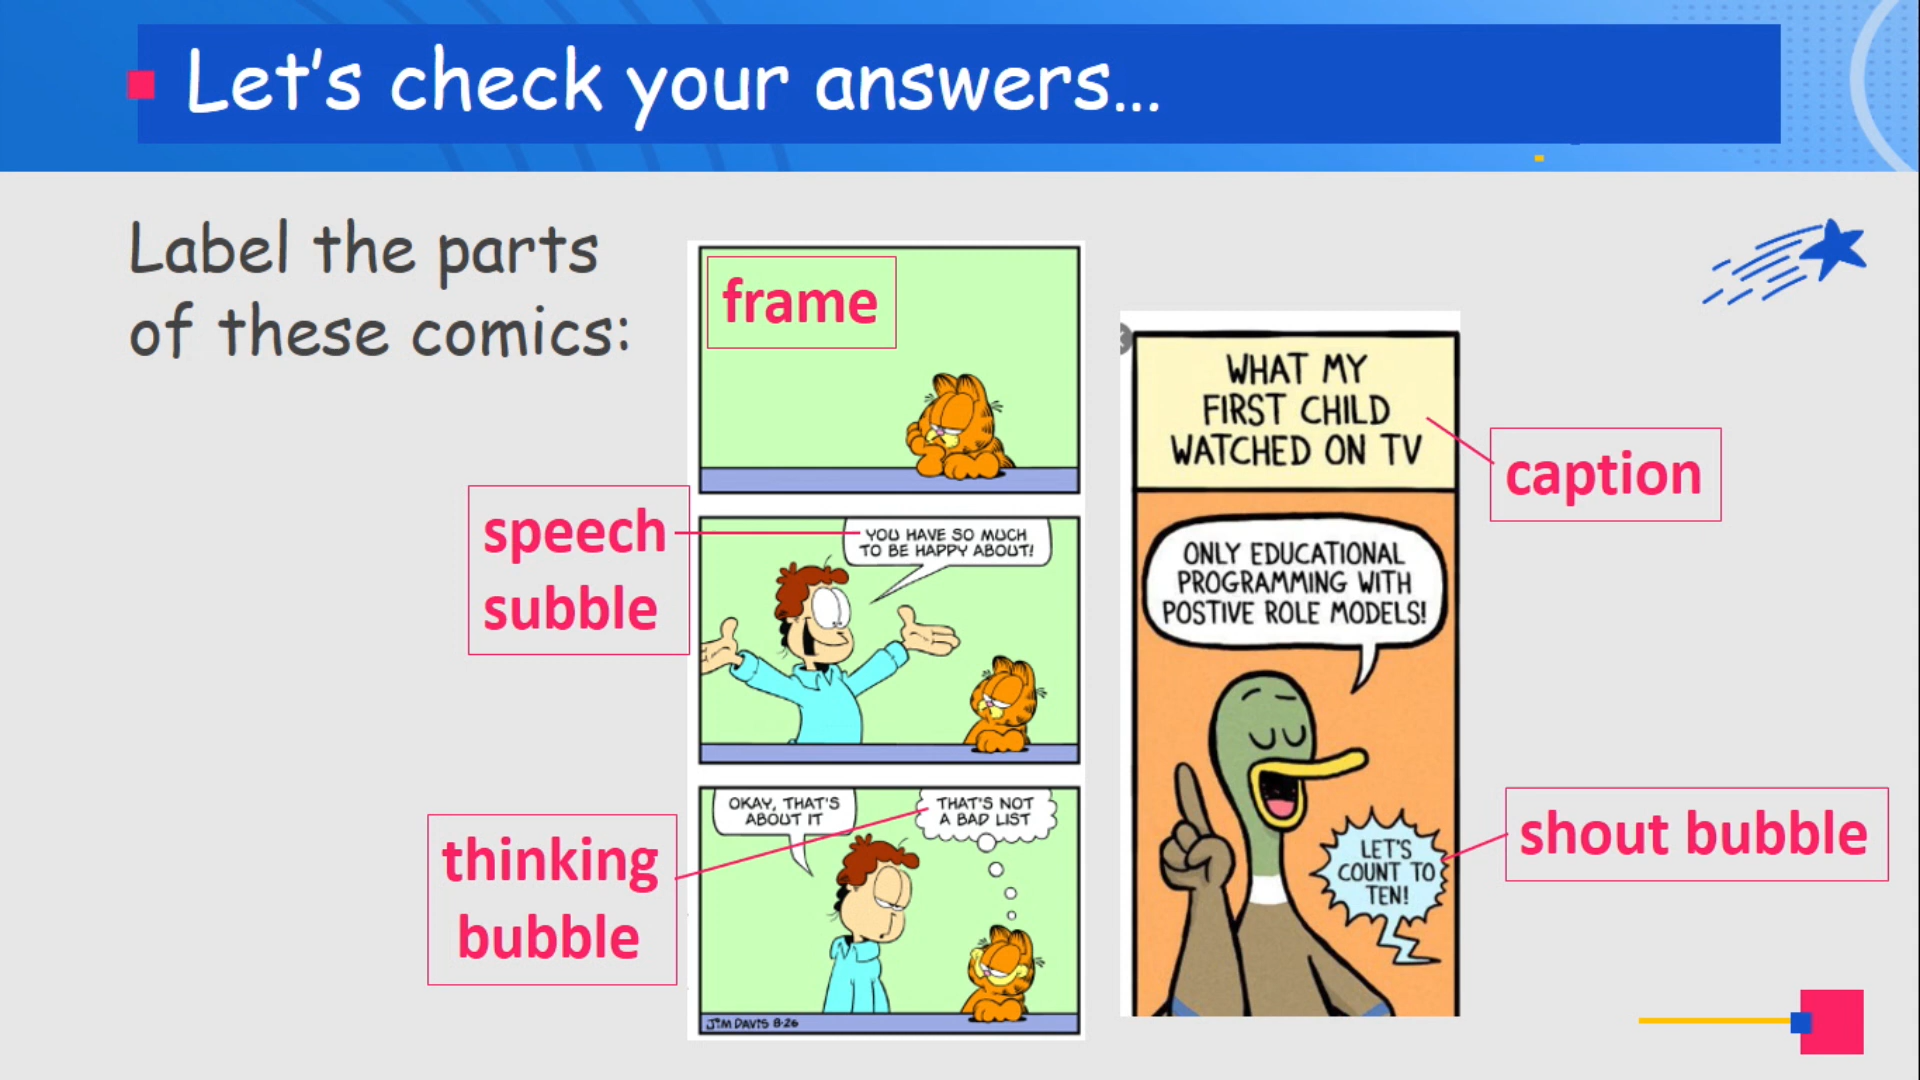 Let's check your answers...
Label the parts
of these comics:
frame
speech
subble
YOU HAVE SO MUCH
TO BE HAPPY ABOUT!
thinking
bubble
OKAY, THAT'S
ABOUT IT
THAT'S NOT
A BAD LIST
JIM DAVIS 8-26
WHAT MY
FIRST CHILD
WATCHED ON TV
caption
ONLY EDUCATIONAL
PROGRAMMING WITH
POSTIVE ROLE MODELS!
LET'S
COUNT TO
TEN!
shout bubble